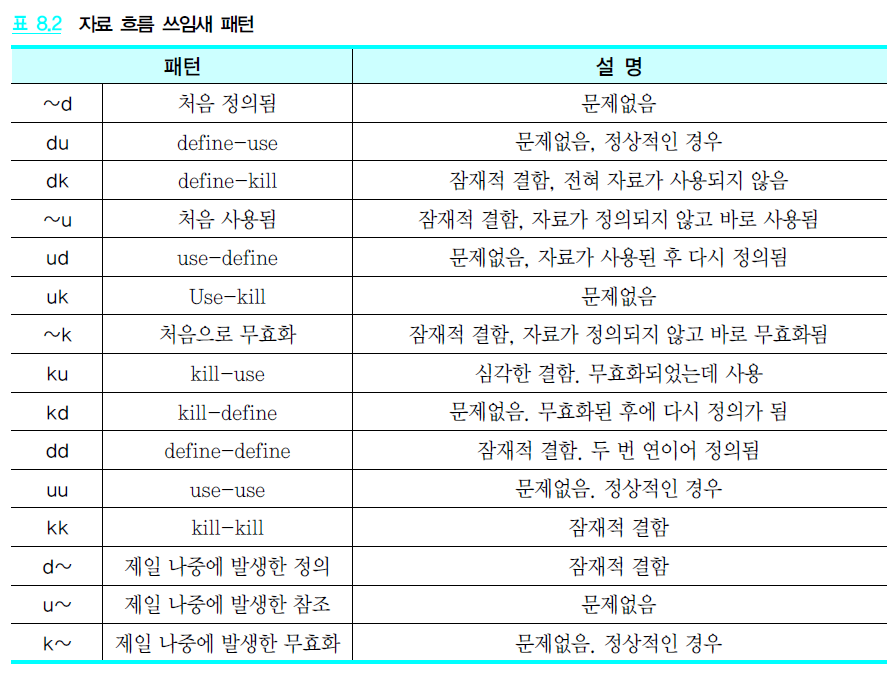 표 8.2 자료 흐름 쓰임새 패턴
패턴 설 명
~d 처음 정의됨 문제없음
du define-use 문제없음, 정상적인 경우
dk define-kill 잠재적 결함, 전혀 자료가 사용되지 않음
~u 처음 사용됨 잠재적 결함, 자료가 정의되지 않고 바로 사용됨
ud use-define 문제없음, 자료가 사용된 후 다시 정의됨
uk Use-kill 문제없음
~k 처음으로 무효화 잠재적 결함, 자료가 정의되지 않고 바로 무효화됨
ku kill-use 심각한 결함. 무효화되었는데 사용
kd kill-define 문제없음. 무효화된 후에 다시 정의가 됨
dd define-define 잠재적 결함. 두 번 연이어 정의됨
uu use-use 문제없음. 정상적인 경우
kk kill-kill 잠재적 결함
d~ 제일 나중에 발생한 정의 잠재적 결함
u~ 제일 나중에 발생한 참조 문제없음
k~ 제일 나중에 발생한 무효화 문제없음. 정상적인 경우